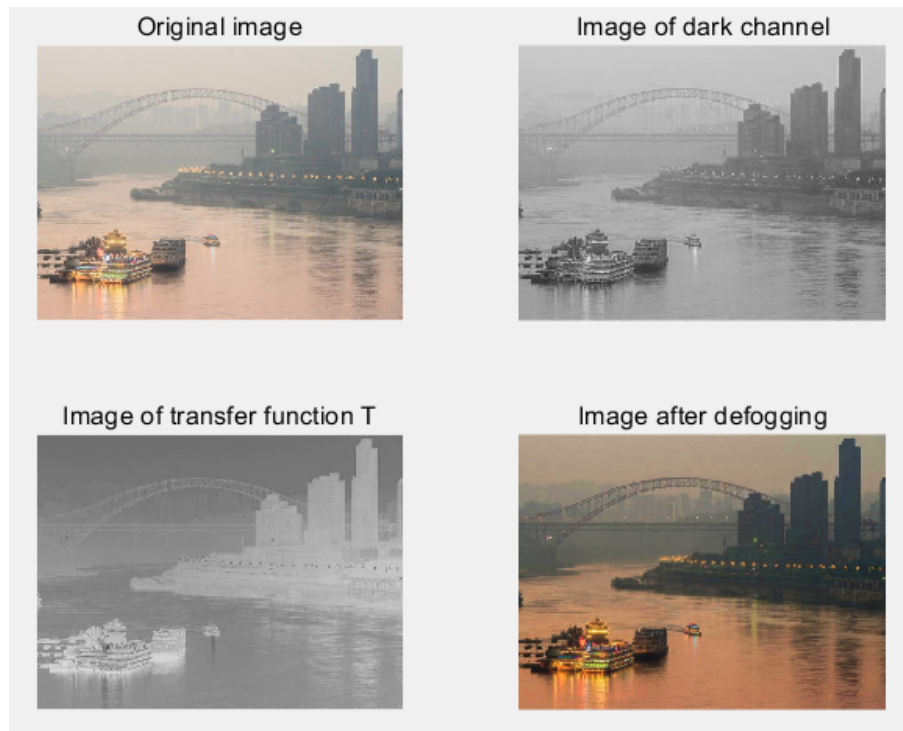 Original image
Image of dark channel
Image of transfer function T
Image after defogging